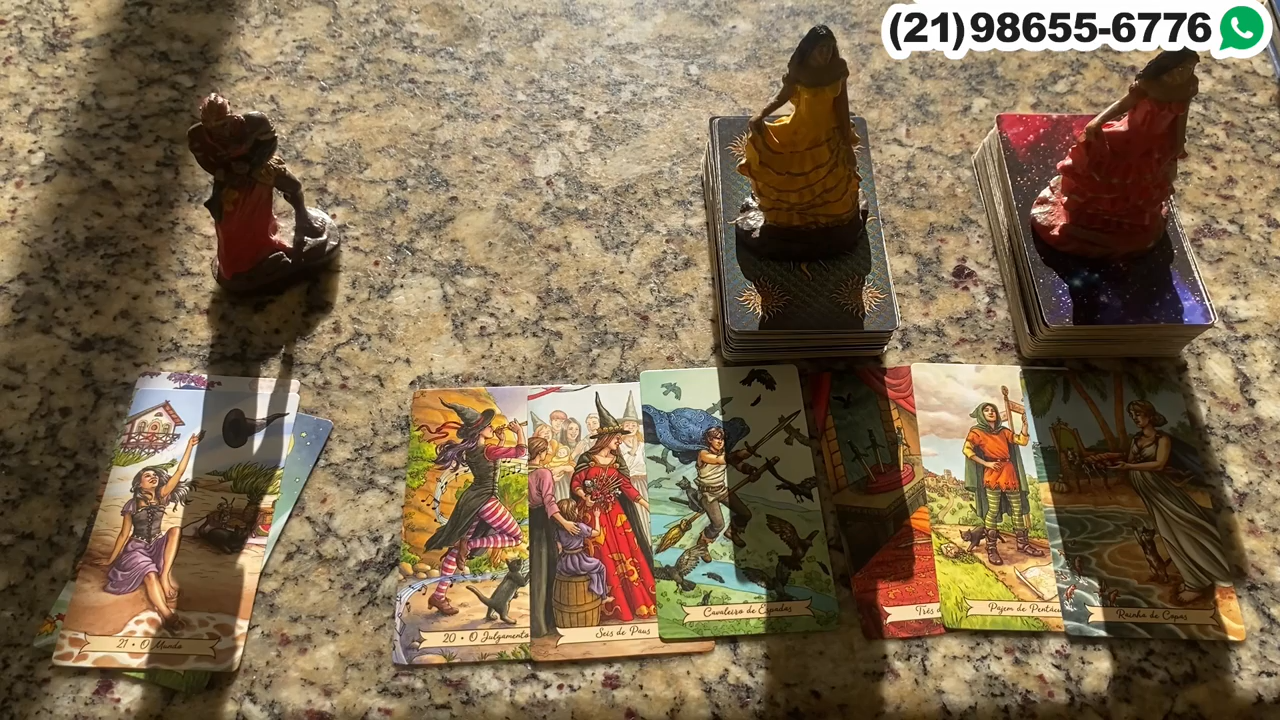 (21)98655-6776
21 • O Mundo
20 • O Julgamento
Seis de Paus
Cavaleiro de Espadas
Três d
Pajem de Pentácu
Rainha de Copas